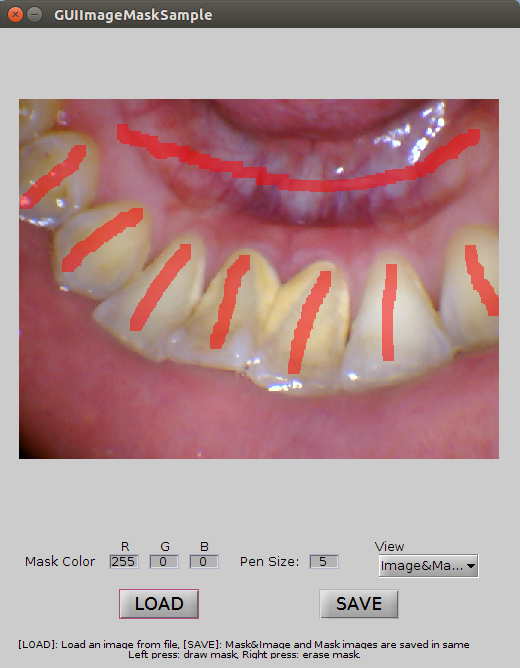 GUIImageMaskSample
R G B
View
Mask Color 255 0 0 Pen Size: 5 Image&Ma...
LOAD SAVE
[LOAD]: Load an image from file, [SAVE]: Mask&Image and Mask images are saved in same
Left press: draw mask, Right press: erase mask.